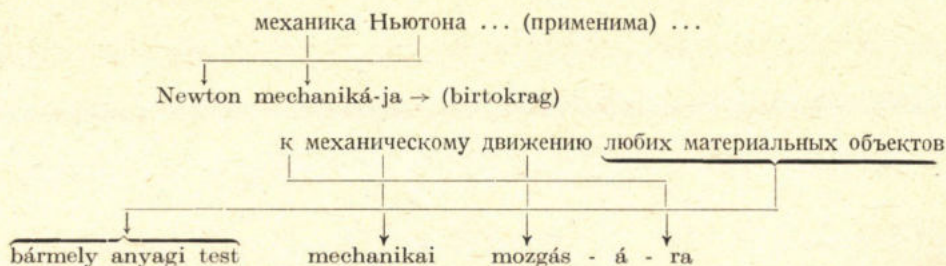 механика Ньютона ... (применима) ...
Newton mechaniká-ja → (birtokrag)
к механическому движению любих материальных объектов
bármely anyagi test mechanikai mozgás - á - ra